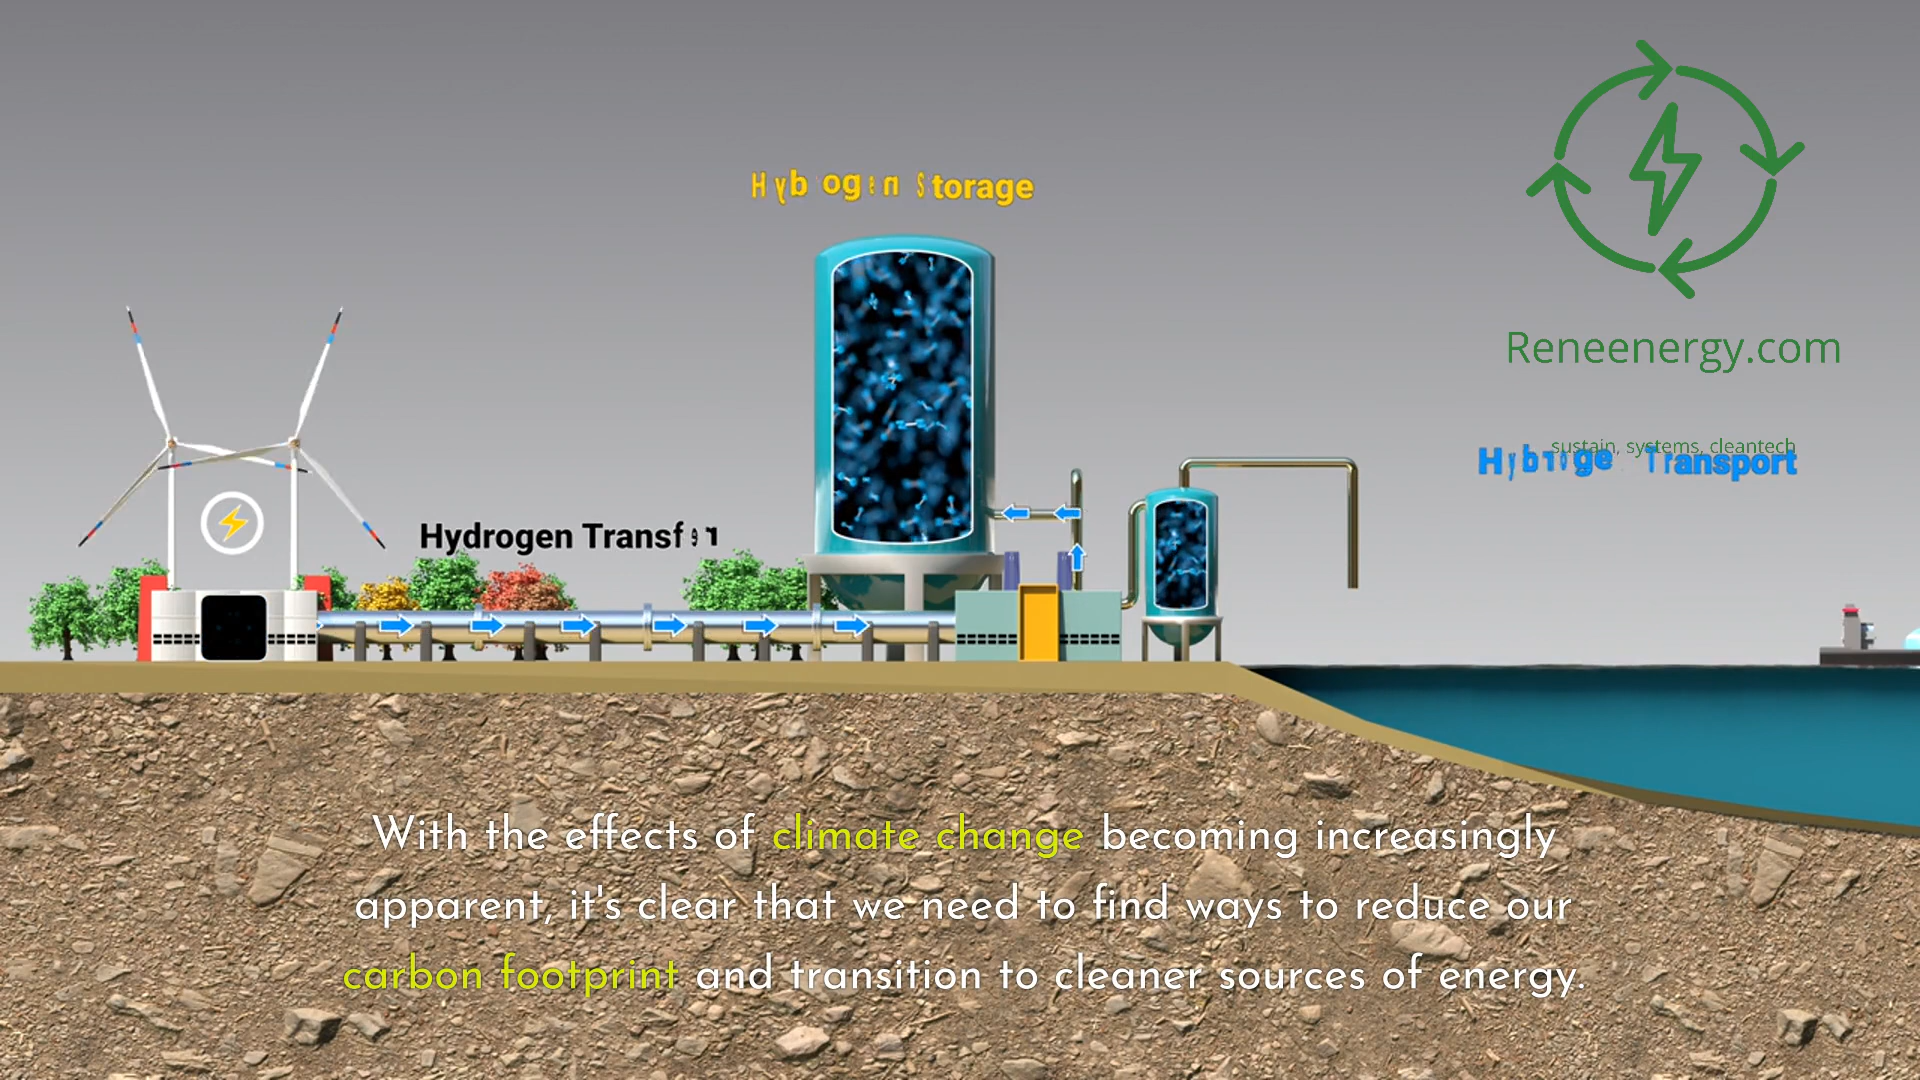 Hybogen Storage
Reneenergy.com
sustain, systems, cleantech
Transport
Hydrogen
With the effects of climate change becoming increasingly
apparent, it's clear that we need to find ways to reduce our
carbon footprint and transition to cleaner sources of energy.